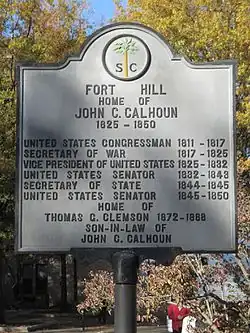 S C
FORT HILL
HOME OF
JOHN C. CALHOUN
1825 - 1850
UNITED STATES CONGRESSMAN 1811 - 1817
SECRETARY OF WAR 1817 - 1825
VICE PRESIDENT OF UNITED STATES 1825 - 1832
UNITED STATES SENATOR 1832 - 1843
SECRETARY OF STATE 1844 - 1845
UNITED STATES SENATOR 1845 - 1850
HOME OF
THOMAS G. CLEMSON 1872 - 1888
SON-IN-LAW OF
JOHN C. CALHOUN